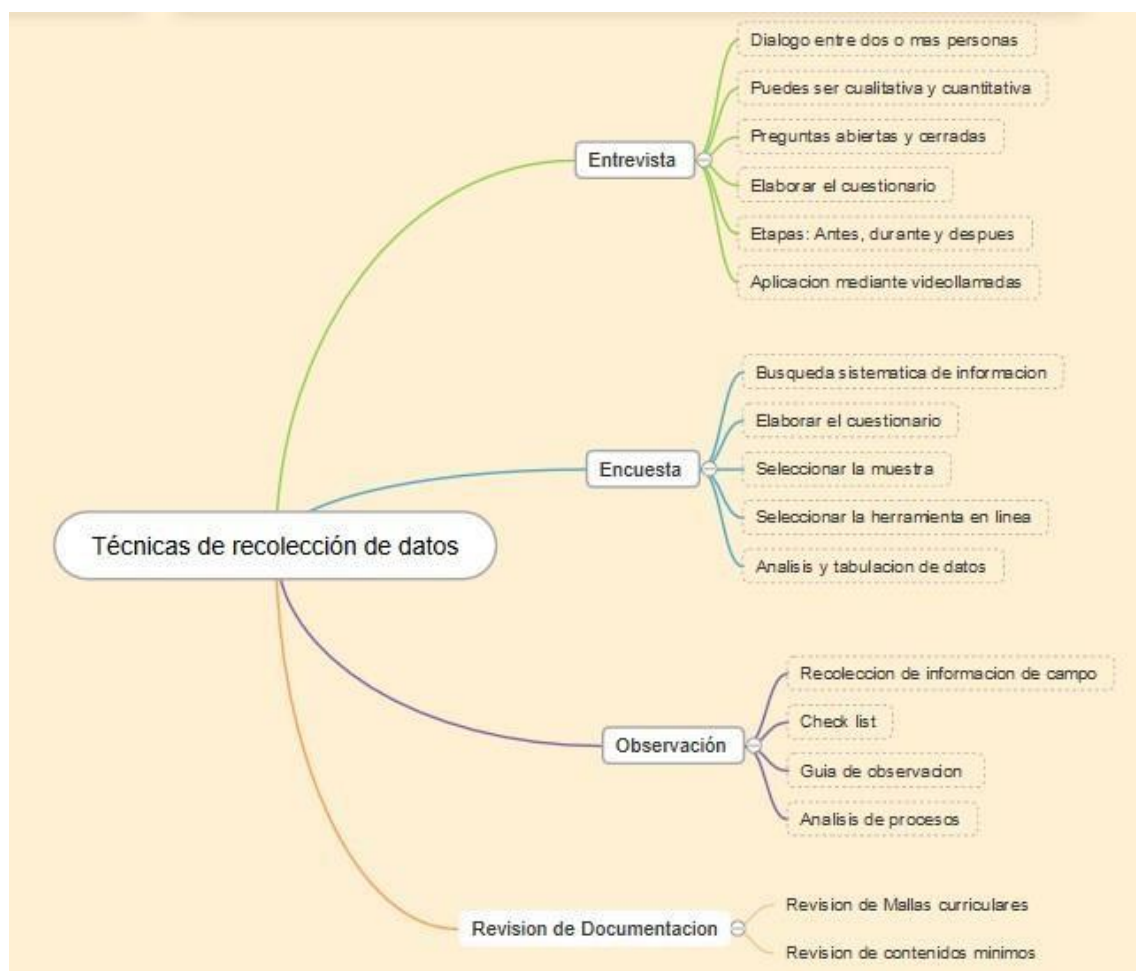 Técnicas de recolección de datos
Entrevista
Dialogo entre dos o mas personas
Puedes ser cualitativa y cuantitativa
Preguntas abiertas y cerradas
Elaborar el cuestionario
Etapas: Antes, durante y despues
Aplicacion mediante videollamadas
Encuesta
Busqueda sistematica de informacion
Elaborar el cuestionario
Seleccionar la muestra
Seleccionar la herramienta en linea
Analisis y tabulacion de datos
Observación
Recoleccion de informacion de campo
Check list
Guia de observacion
Analisis de procesos
Revision de Documentacion
Revision de Mallas curriculares
Revision de contenidos minimos